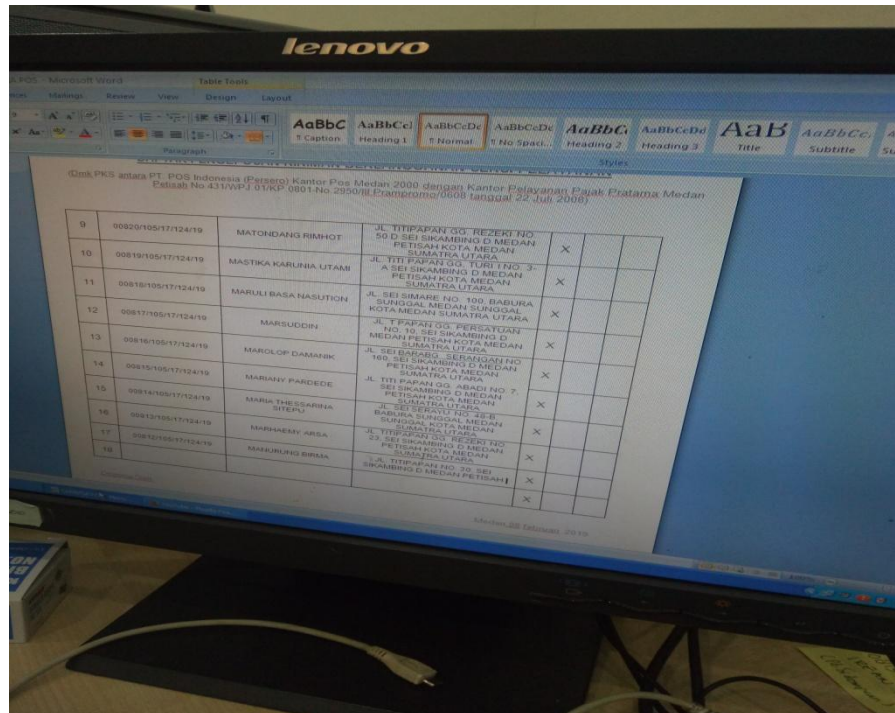 lenovo
Microsoft Word
Table Tools
Mailings Review View Design Layout
AaBbC AaBbCc AaBbCcDc AaBbCcDc AaBbC AaBbCcDd AaB AaBbCc
¶ Caption Heading 1 ¶ Normal ¶ No Spaci... Heading 2 Heading 3 Title Subtitle
Paragraph Styles
PKS antara PT. POS Indonesia (Persero) Kantor Pos Medan 2000 dengan Kantor Pelayanan Pajak Pratama Medan
Petisah No.431/WPJ.01/KP.0801-No.2950/ Prampromo/0608 tanggal 22 Juli 2008)
9 00820/105/17/124/19 MATONDANG RIMHOT JL. TITIPAPAN GG. REZEKI NO.
50 D SEI SIKAMBING D MEDAN
PETISAH KOTA MEDAN
SUMATRA UTARA X
10 00819/105/17/124/19 MASTIKA KARUNIA UTAMI JL. TITI PAPAN GG. TURI I NO. 3-
A SEI SIKAMBING D MEDAN
PETISAH KOTA MEDAN
SUMATRA UTARA X
11 00818/105/17/124/19 MARULI BASA NASUTION JL. SEI SIMARE NO. 100, BABURA
SUNGGAL MEDAN SUNGGAL
KOTA MEDAN SUMATRA UTARA X
12 00817/105/17/124/19 MARSUDDIN JL. T PAPAN GG. PERSATUAN
NO. 10, SEI SIKAMBING D
MEDAN PETISAH KOTA MEDAN
SUMATRA UTARA X
13 00816/105/17/124/19 MAROLOP DAMANIK JL. SEI BARABG. SERANGAN NO
160, SEI SIKAMBING D MEDAN
PETISAH KOTA MEDAN
SUMATRA UTARA X
14 00815/105/17/124/19 MARIANY PARDEDE JL. TITI PAPAN GG. ABADI NO. 7,
SEI SIKAMBING D MEDAN
PETISAH KOTA MEDAN
SUMATRA UTARA X
15 00814/105/17/124/19 MARIA THESSARINA
SITEPU JL. SEI SERAYU NO. 48-B
BABURA SUNGGAL MEDAN
SUNGGAL KOTA MEDAN
SUMATRA UTARA X
16 00813/105/17/124/19 MARHAEMY ARSA JL. TITIPAPAN GG. REZEKI NO.
23, SEI SIKAMBING D MEDAN
PETISAH KOTA MEDAN
SUMATRA UTARA X
17 00812/105/17/124/19 MANURUNG BIRMA JL. TITIPAPAN NO. 30, SEI
SIKAMBING D MEDAN PETISAH X
18 X
Medan